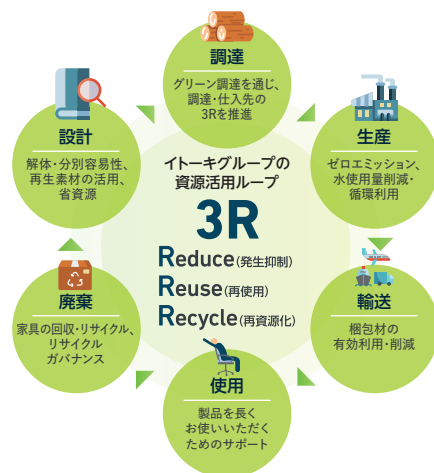 調達
グリーン調達を通じ、
調達・仕入先の
3Rを推進
設計
解体・分別容易性、
再生素材の活用、
省資源
生産
ゼロエミッション、
水使用量削減・
循環利用
イトーキグループの
資源活用ループ
3R
Reduce(発生抑制)
Reuse(再使用)
Recycle(再資源化)
廃棄
家具の回収・リサイクル、
リサイクル
ガバナンス
輸送
梱包材の
有効利用・削減
使用
製品を長く
お使いいただく
ためのサポート